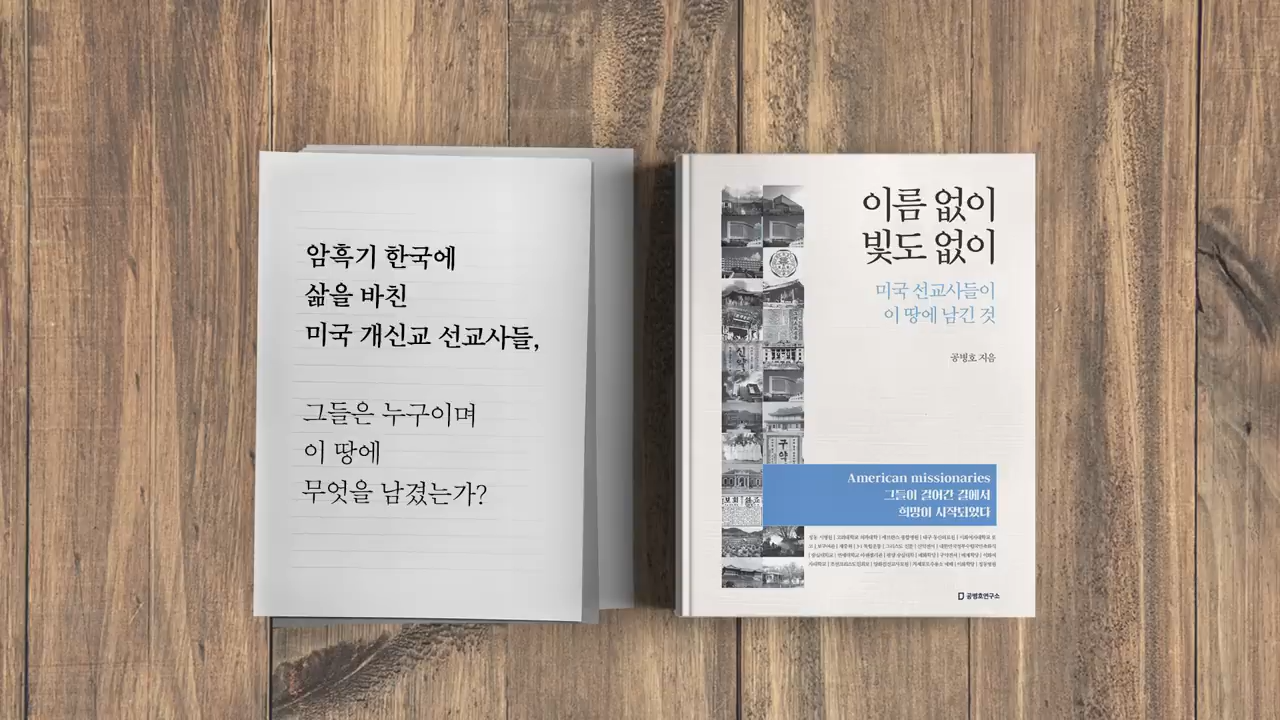 암흑기 한국에
삶을 바친
미국 개신교 선교사들,
그들은 누구이며
이 땅에
무엇을 남겼는가?
이름 없이
빛도 없이
미국 선교사들이
이 땅에 남긴 것
공병호 지음
구약
American missionaries
그들이 걸어간 길에서
희망이 시작되었다
공병호연구소